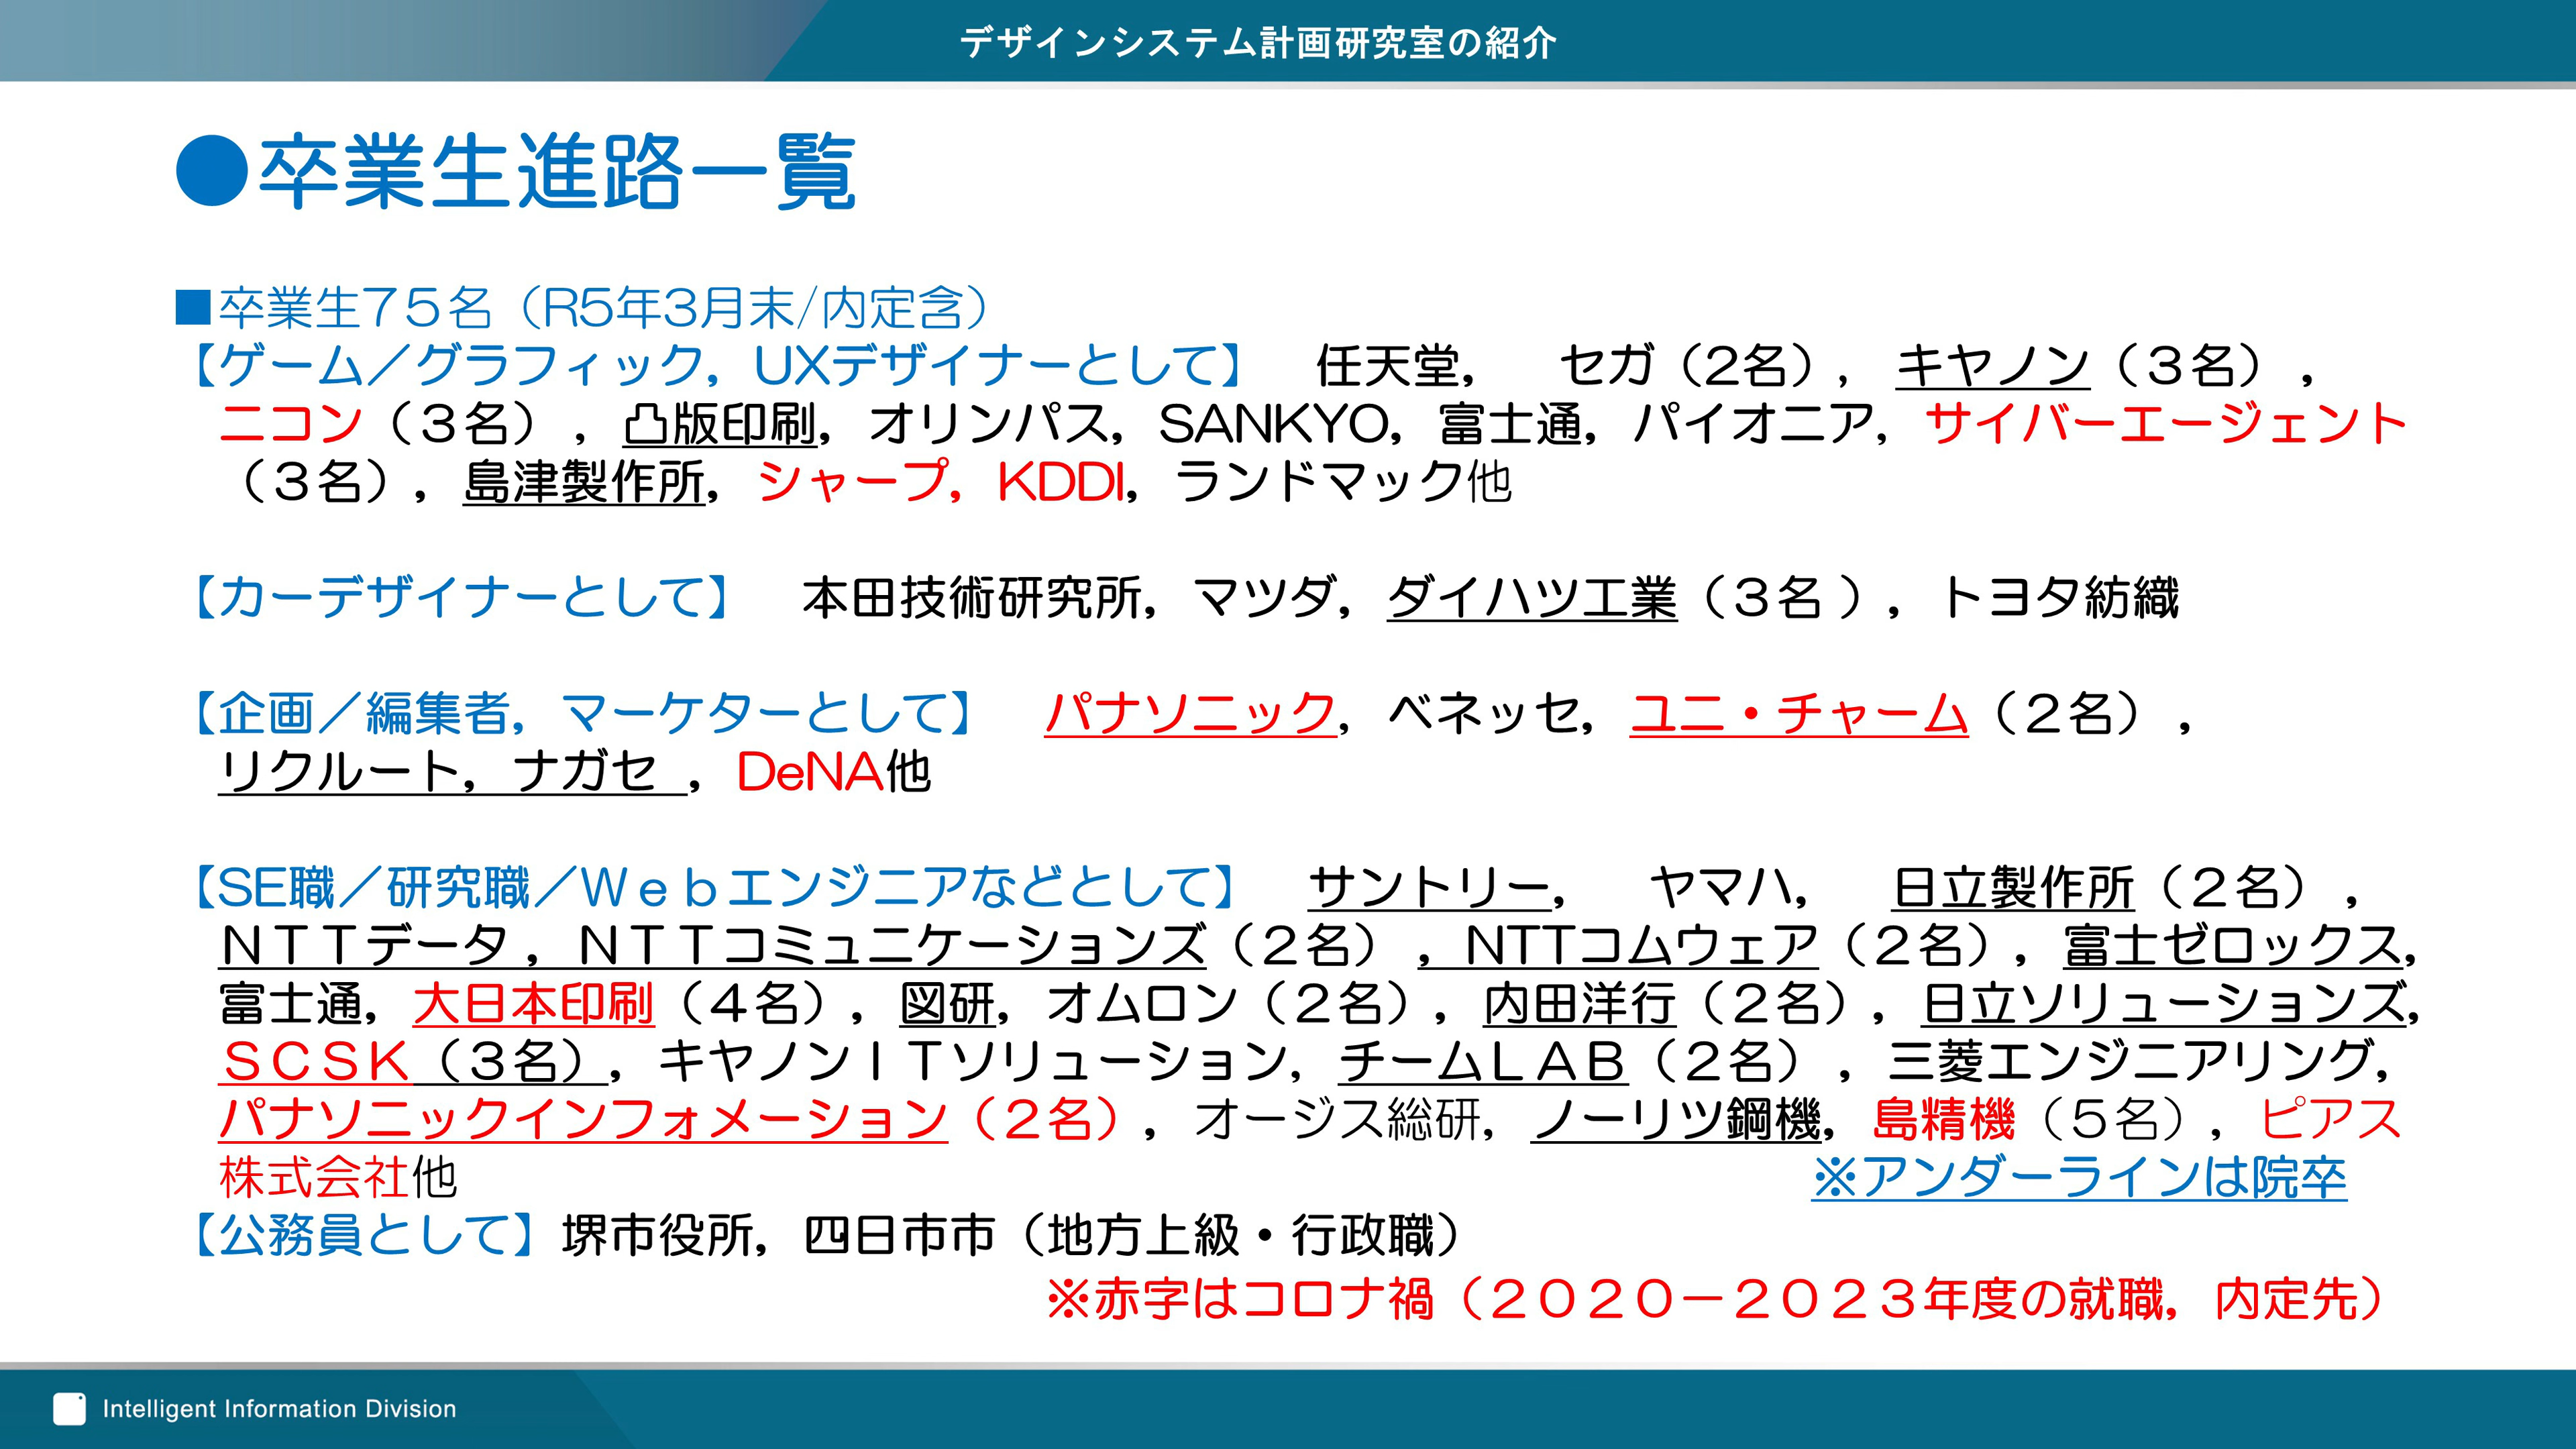 デザインシステム計画研究室の紹介
●卒業生進路一覧
■卒業生７５名（R5年3月末/内定含）
【ゲーム／グラフィック，UXデザイナーとして】　任天堂，　セガ（2名），　キヤノン（３名），
ニコン（３名），凸版印刷，オリンパス，SANKYO，富士通，パイオニア，サイバーエージェント
（３名），島津製作所，シャープ，KDDI，ランドマック他
【カーデザイナーとして】　本田技術研究所，マツダ，ダイハツ工業（３名），トヨタ紡織
【企画／編集者，マーケターとして】　パナソニック，ベネッセ，ユニ・チャーム（２名），
リクルート，ナガセ ，DeNA他
【SE職／研究職／Ｗｅｂエンジニアなどとして】　サントリー，　ヤマハ，　日立製作所（２名），
ＮＴＴデータ，ＮＴＴコミュニケーションズ（２名），NTTコムウェア（２名），富士ゼロックス，
富士通，大日本印刷（４名），図研，オムロン（２名），内田洋行（２名），日立ソリューションズ，
ＳＣＳＫ（３名），キヤノンＩＴソリューション，チームＬＡＢ（２名），三菱エンジニアリング，
パナソニックインフォメーション（２名），オージス総研，ノーリツ鋼機，島精機（５名），ピアス
株式会社他
※アンダーラインは院卒
【公務員として】堺市役所，四日市市（地方上級・行政職）
※赤字はコロナ禍（２０２０－２０２３年度の就職，内定先）
Intelligent Information Division